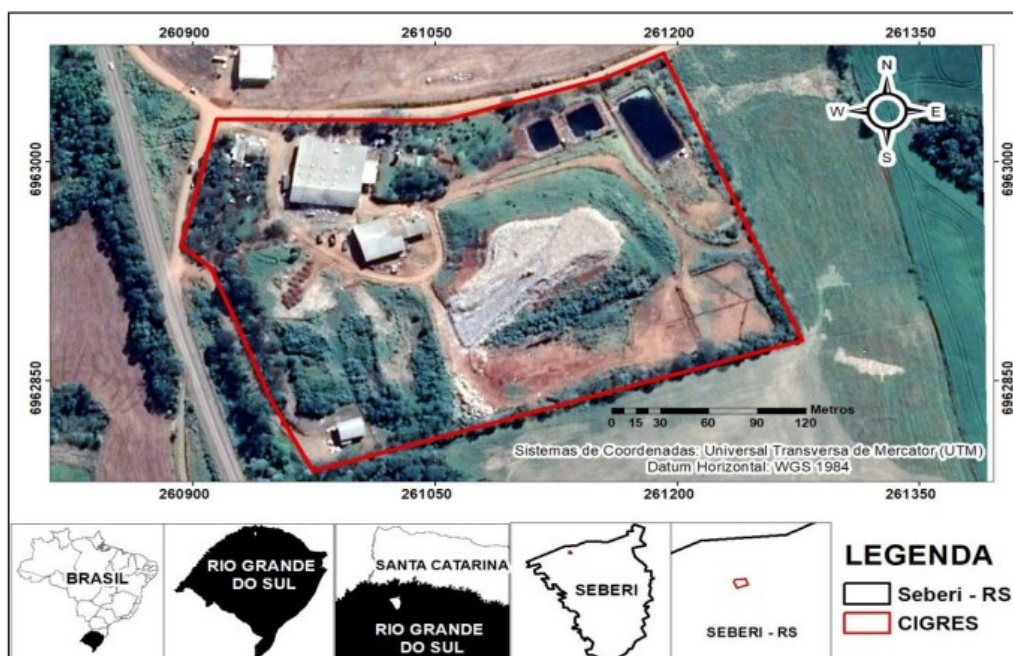 260900 261050 261200 261350
N
W E
S
6963000 6963000
6962850 6962850
Metros
0 15 30 60 90 120
Sistemas de Coordenadas: Universal Transversa de Mercator (UTM)
Datum Horizontal: WGS 1984
260900 261050 261200 261350
BRASIL
RIO GRANDE
DO SUL
SANTA CATARINA
RIO GRANDE
DO SUL
SEBERI
SEBERI - RS
LEGENDA
Seberi - RS
CIGRES